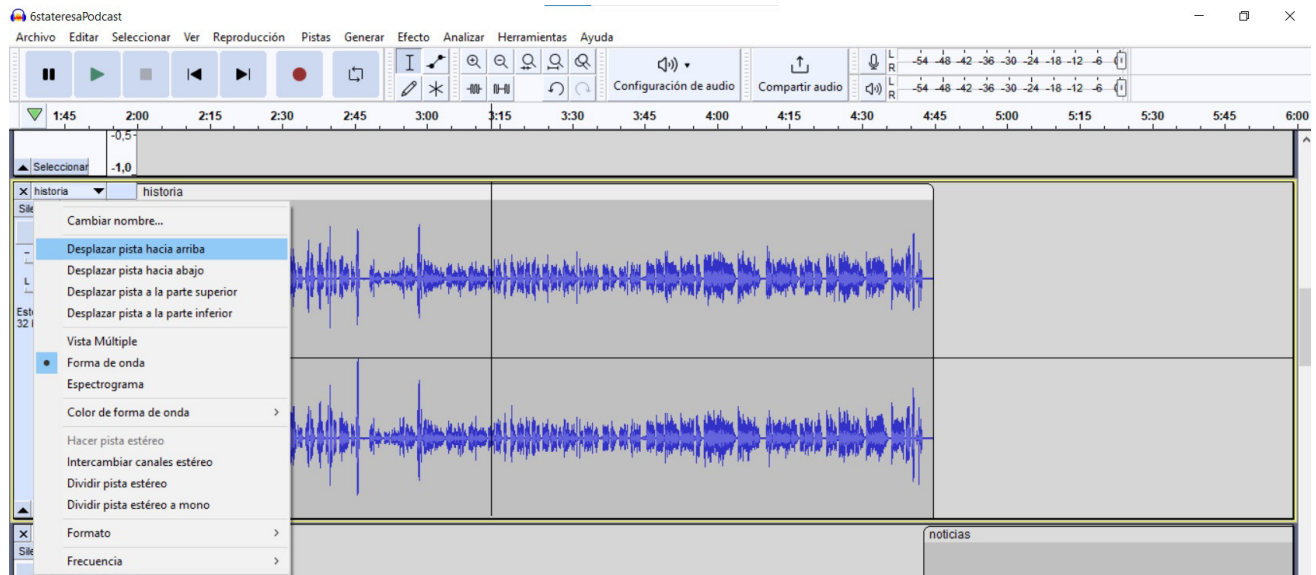 6stateresaPodcast
Archivo Editar Seleccionar Ver Reproducción Pistas Generar Efecto Analizar Herramientas Ayuda
Configuración de audio
Compartir audio
L
R
-54 -48 -42 -36 -30 -24 -18 -12 -6
L
R
-54 -48 -42 -36 -30 -24 -18 -12 -6
1:45 2:00 2:15 2:30 2:45 3:00 3:15 3:30 3:45 4:00 4:15 4:30 4:45 5:00 5:15 5:30 5:45 6:00
-0,5
Seleccionar -1,0
historia historia
Cambiar nombre...
Desplazar pista hacia arriba
Desplazar pista hacia abajo
Desplazar pista a la parte superior
Desplazar pista a la parte inferior
Vista Múltiple
Forma de onda
Espectrograma
Color de forma de onda
Hacer pista estéreo
Intercambiar canales estéreo
Dividir pista estéreo
Dividir pista estéreo a mono
Formato
Frecuencia
noticias